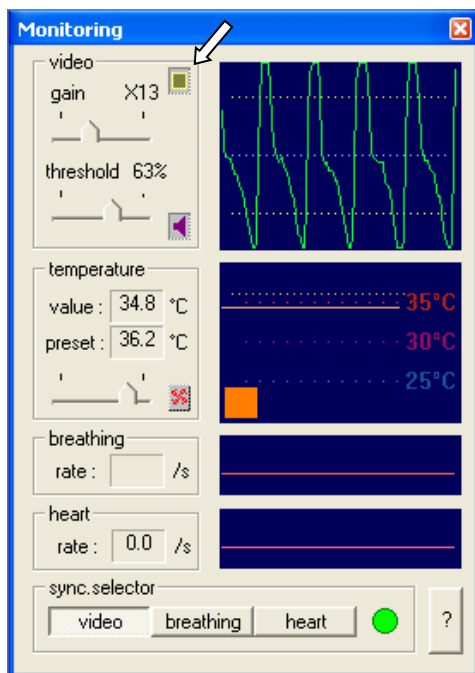 Monitoring
video
gain X13
threshold 63%
temperature
value : 34.8 °C
preset : 36.2 °C
35°C
30°C
25°C
breathing
rate : /s
heart
rate : 0.0 /s
sync.selector
video breathing heart ?